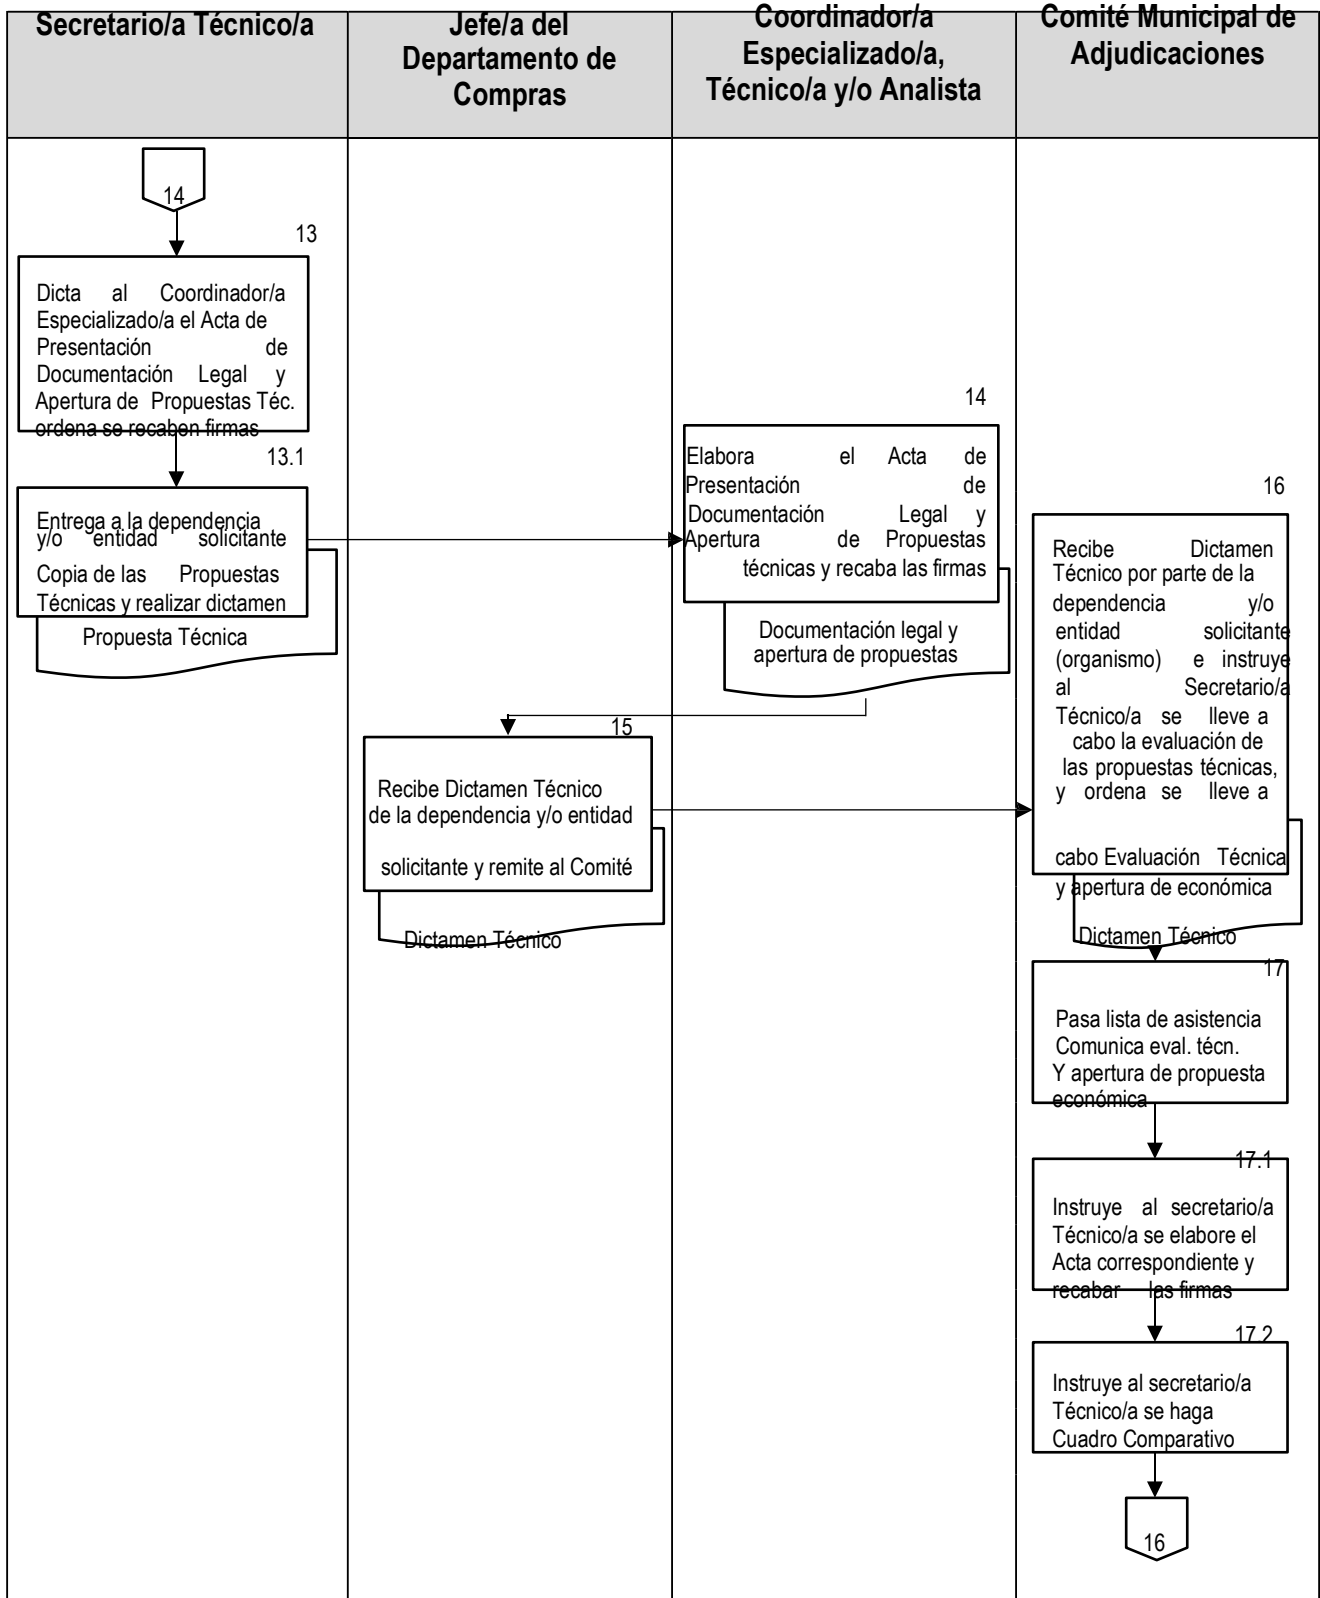 Secretario/a Técnico/a
Jefe/a del
Departamento de
Compras
Coordinador/a
Especializado/a,
Técnico/a y/o Analista
Comité Municipal de
Adjudicaciones
14
13
Dicta al Coordinador/a
Especializado/a el Acta de
Presentación de
Documentación Legal y
Apertura de Propuestas Téc.
ordena se recaben firmas
13.1
Entrega a la dependencia
y/o entidad solicitante
Copia de las Propuestas
Técnicas y realizar dictamen
Propuesta Técnica
14
Elabora el Acta de
Presentación de
Documentación Legal y
Apertura de Propuestas
técnicas y recaba las firmas
Documentación legal y
apertura de propuestas
15
Recibe Dictamen Técnico
de la dependencia y/o entidad
solicitante y remite al Comité
Dictamen Técnico
16
Recibe Dictamen
Técnico por parte de la
dependencia y/o
entidad solicitante
(organismo) e instruye
al Secretario/a
Técnico/a se lleve a
cabo la evaluación de
las propuestas técnicas,
y ordena se lleve a
cabo Evaluación Técnica
y apertura de económica
Dictamen Técnico
17
Pasa lista de asistencia
Comunica eval. técn.
Y apertura de propuesta
económica
17.1
Instruye al secretario/a
Técnico/a se elabore el
Acta correspondiente y
recabar las firmas
17.2
Instruye al secretario/a
Técnico/a se haga
Cuadro Comparativo
16